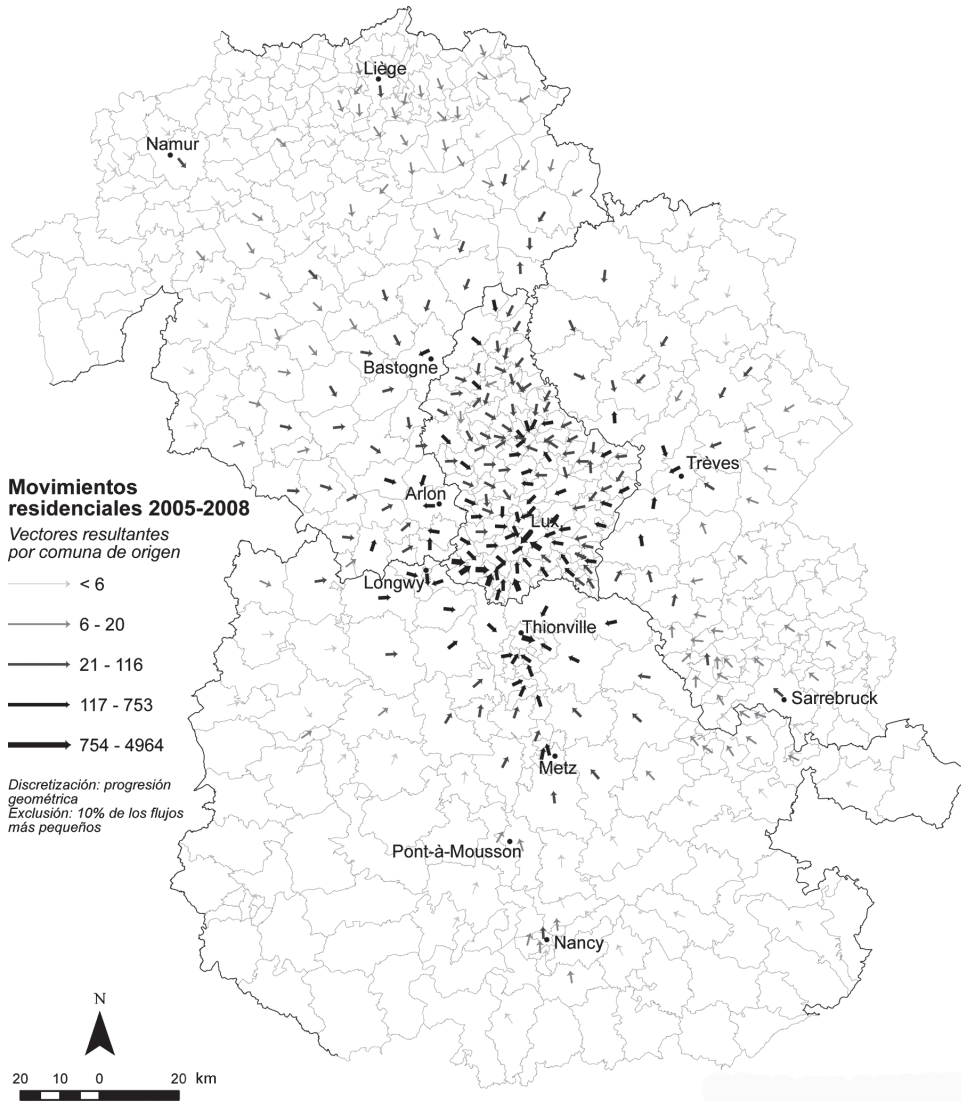 Liège
Namur
Bastogne
Trèves
Movimientos
residenciales 2005-2008
Vectores resultantes
por comuna de origen
< 6
6 - 20
21 - 116
117 - 753
754 - 4964
Discretización: progresión
geométrica
Exclusión: 10% de los flujos
más pequeños
Arlon
Lux.
Longwy
Thionville
Sarrebruck
Metz
Pont-à-Mousson
Nancy
N
20 10 0 20 km